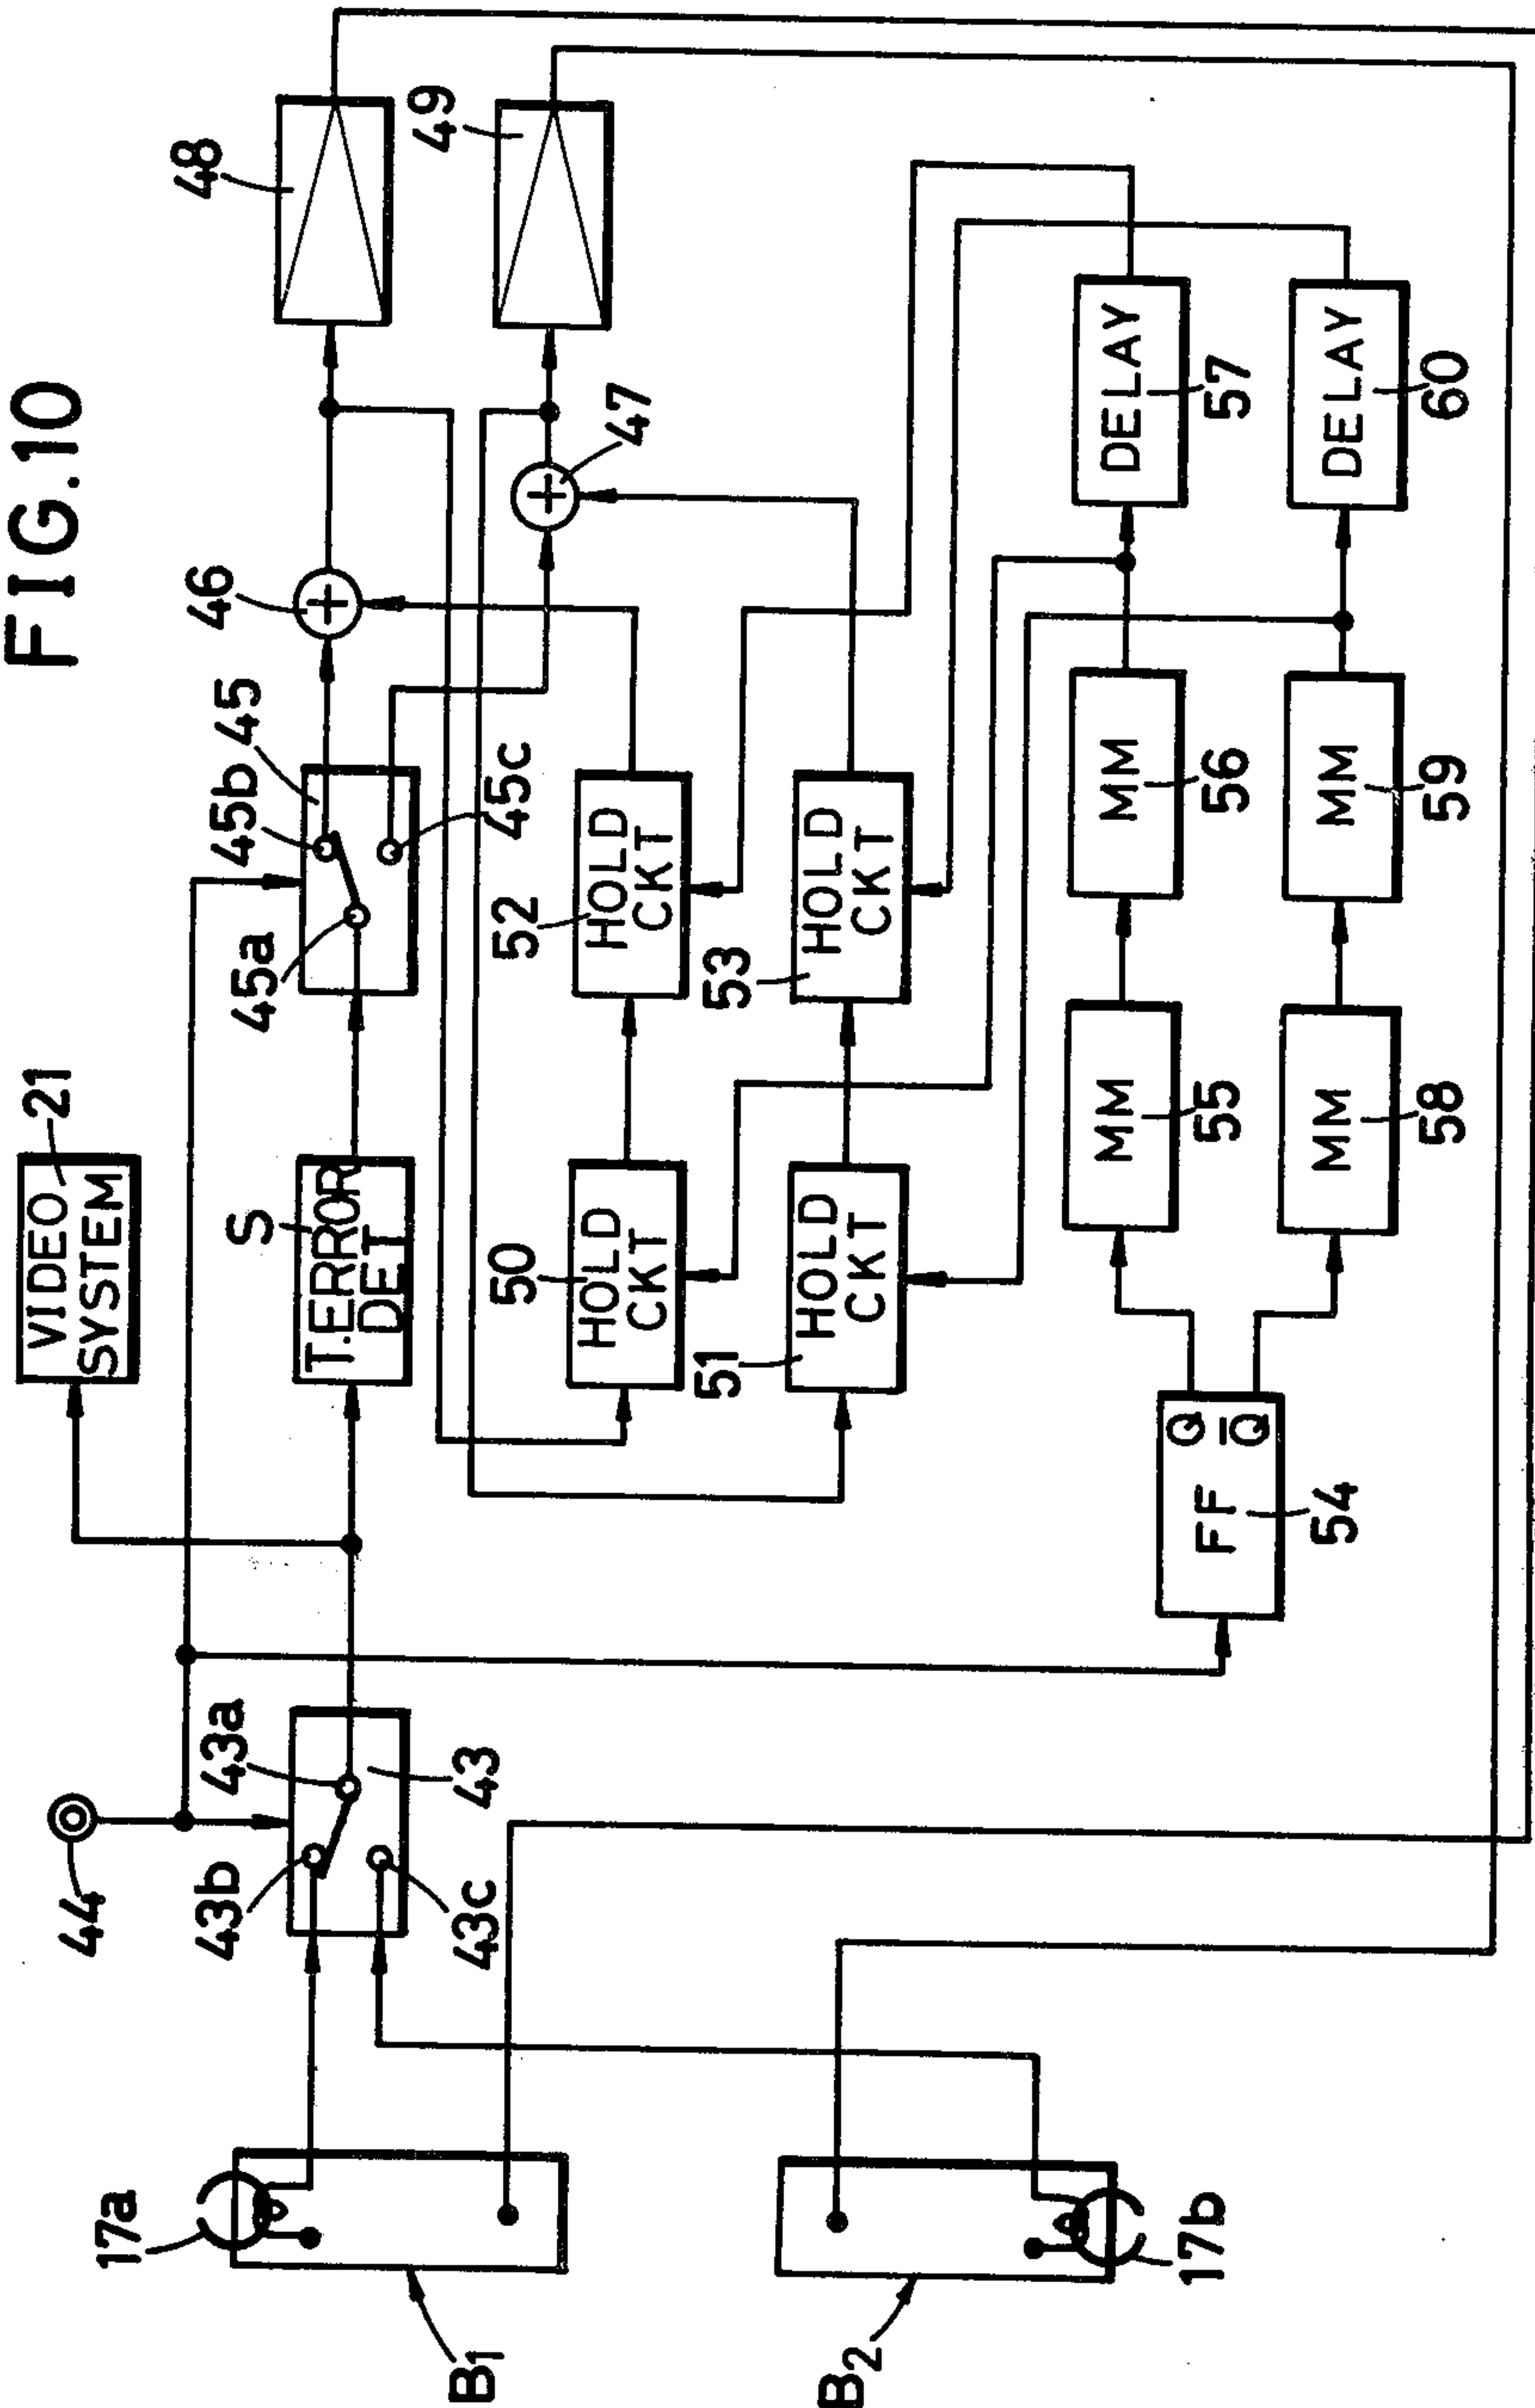 FIG.10
VIDEO
SYSTEM
21
44
48
46
45
45b
45a
45c
49
47
S
T.ERROR
DET
43a
43b
43
43c
17a
B1
50
HOLD
CKT
52
HOLD
CKT
51
HOLD
CKT
53
HOLD
CKT
B2
17b
FF
Q
Q̅
54
MM
55
MM
56
DELAY
57
MM
58
MM
59
DELAY
60